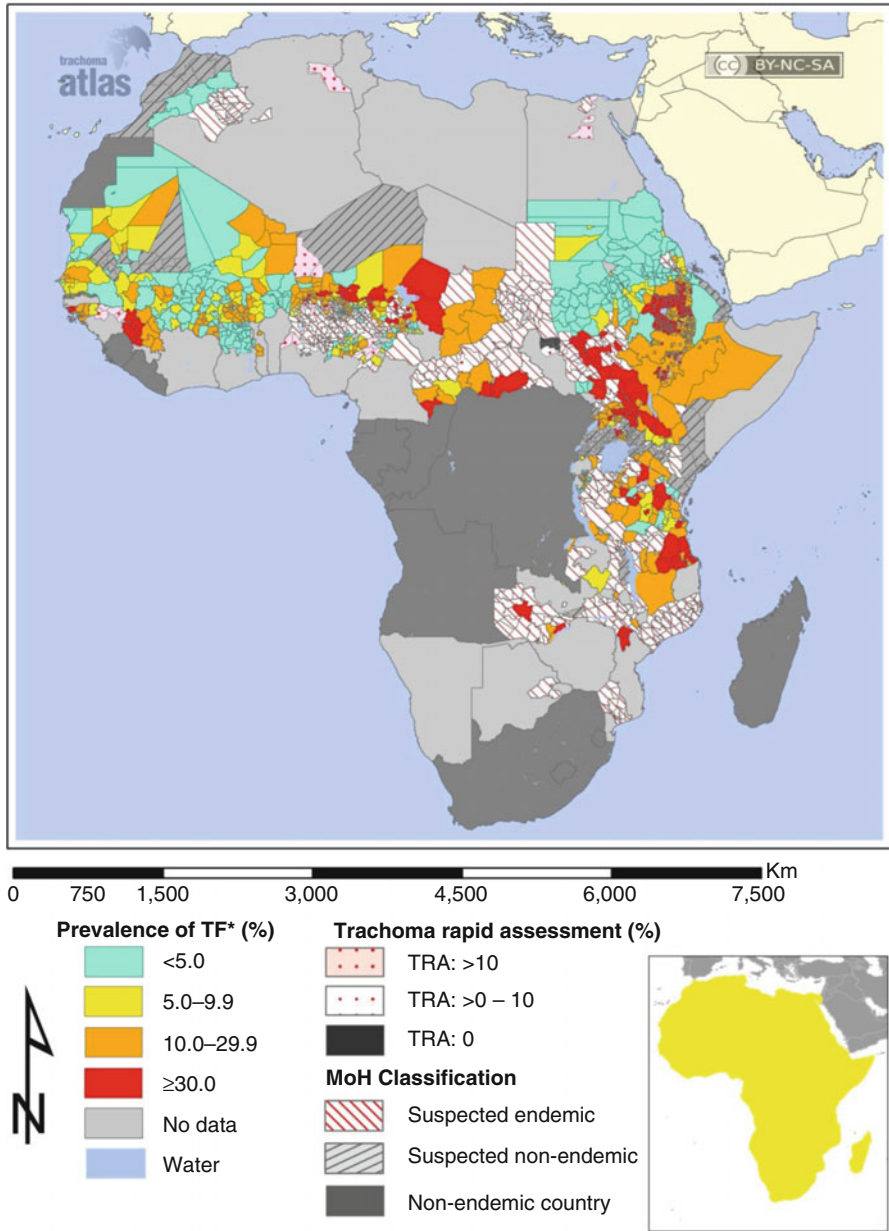 trachoma
atlas
CC BY-NC-SA
Km
0 750 1,500 3,000 4,500 6,000 7,500
Prevalence of TF* (%)
<5.0
5.0–9.9
10.0–29.9
≥30.0
No data
Water
N
Trachoma rapid assessment (%)
TRA: >10
TRA: >0 – 10
TRA: 0
MoH Classification
Suspected endemic
Suspected non-endemic
Non-endemic country